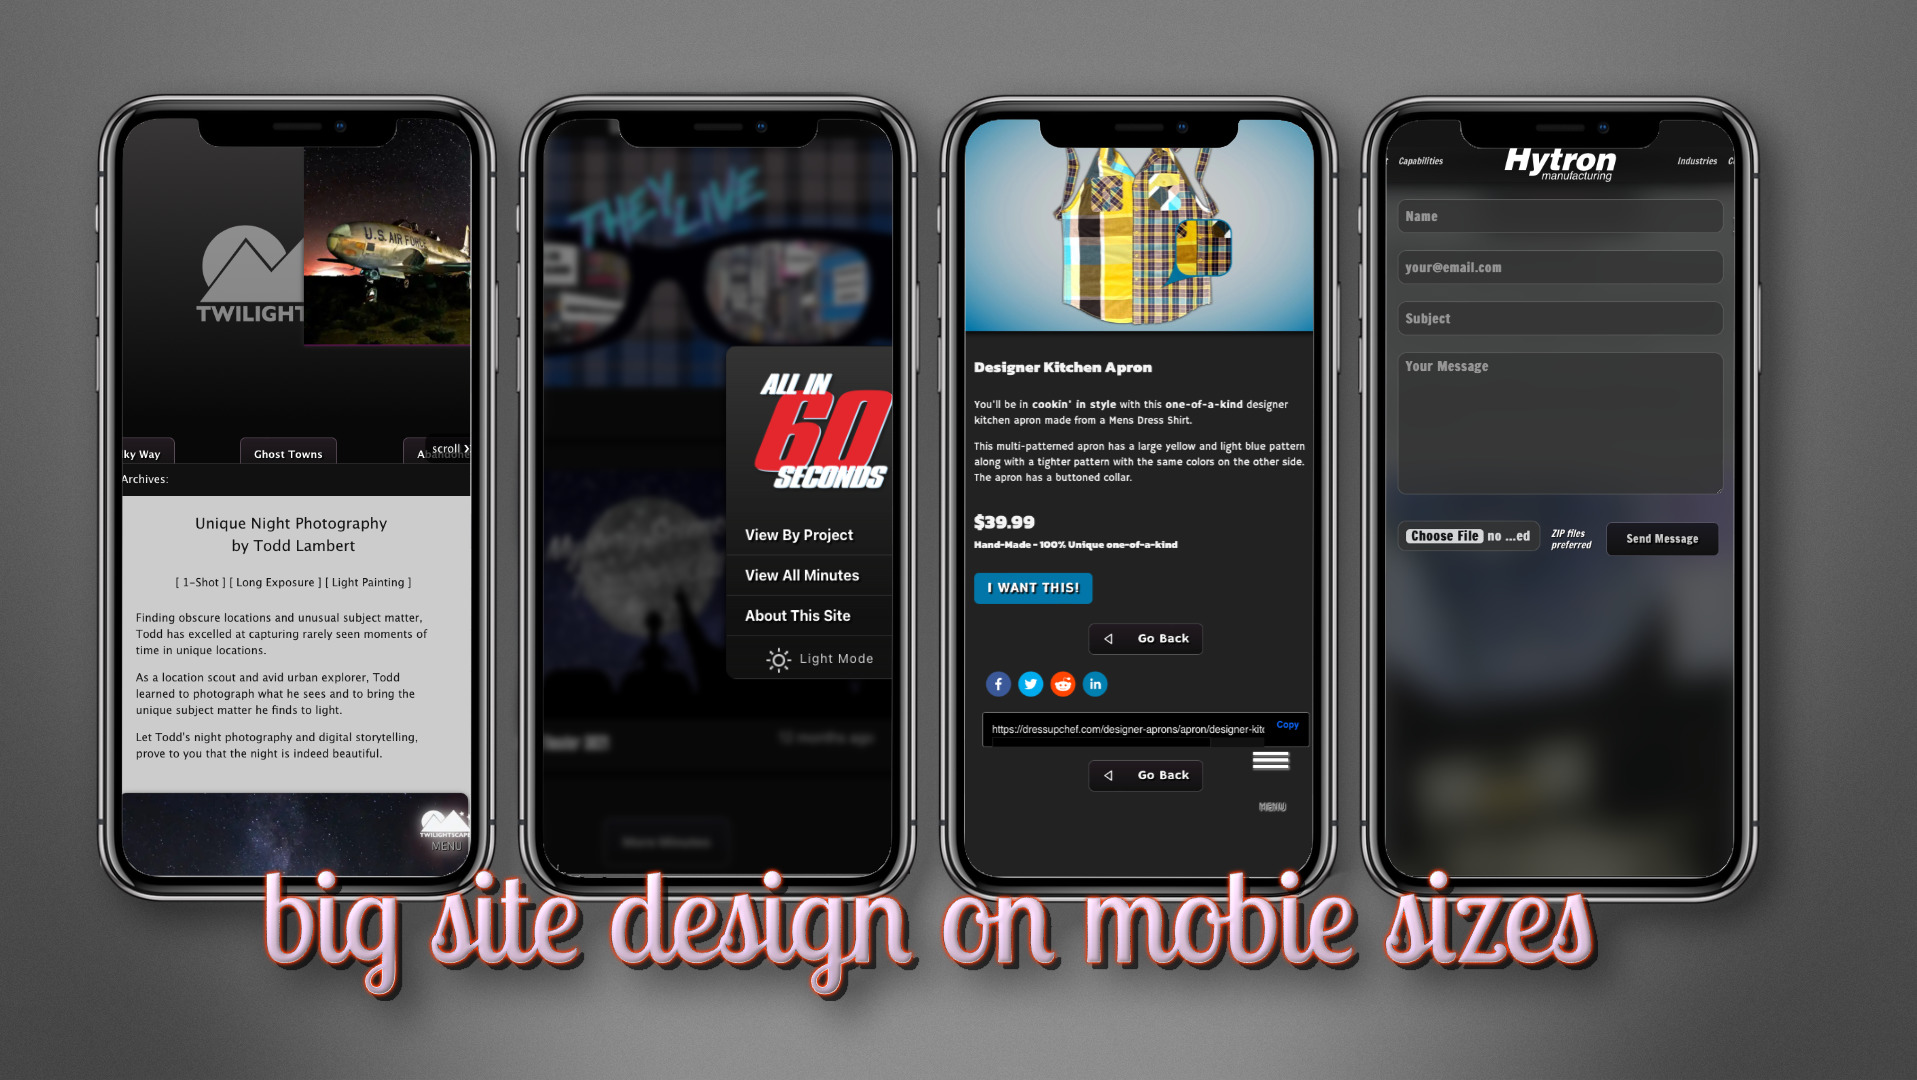 U.S. AIR FORCE
TWILIGHT
ky Way
Ghost Towns
scroll
Archives:
Unique Night Photography
by Todd Lambert
[ 1-Shot ] [ Long Exposure ] [ Light Painting ]
Finding obscure locations and unusual subject matter,
Todd has excelled at capturing rarely seen moments of
time in unique locations.
As a location scout and avid urban explorer, Todd
learned to photograph what he sees and to bring the
unique subject matter he finds to light.
Let Todd's night photography and digital storytelling,
prove to you that the night is indeed beautiful.
TWILIGHTSCAPE
MENU
THEY LIVE
ALL IN
60
SECONDS
View By Project
View All Minutes
About This Site
Light Mode
12 months ago
More Minutes
Designer Kitchen Apron
You'll be in cookin' in style with this one-of-a-kind designer
kitchen apron made from a Mens Dress Shirt.
This multi-patterned apron has a large yellow and light blue pattern
along with a tighter pattern with the same colors on the other side.
The apron has a buttoned collar.
$39.99
Hand-Made - 100% Unique one-of-a-kind
I WANT THIS!
Go Back
f
in
https://dressupchef.com/designer-aprons/apron/designer-kitc
Copy
Go Back
MENU
Capabilities
Hytron
manufacturing
Industries
Name
your@email.com
Subject
Your Message
Choose File no ...ed
ZIP files
preferred
Send Message
big site design on mobie sizes